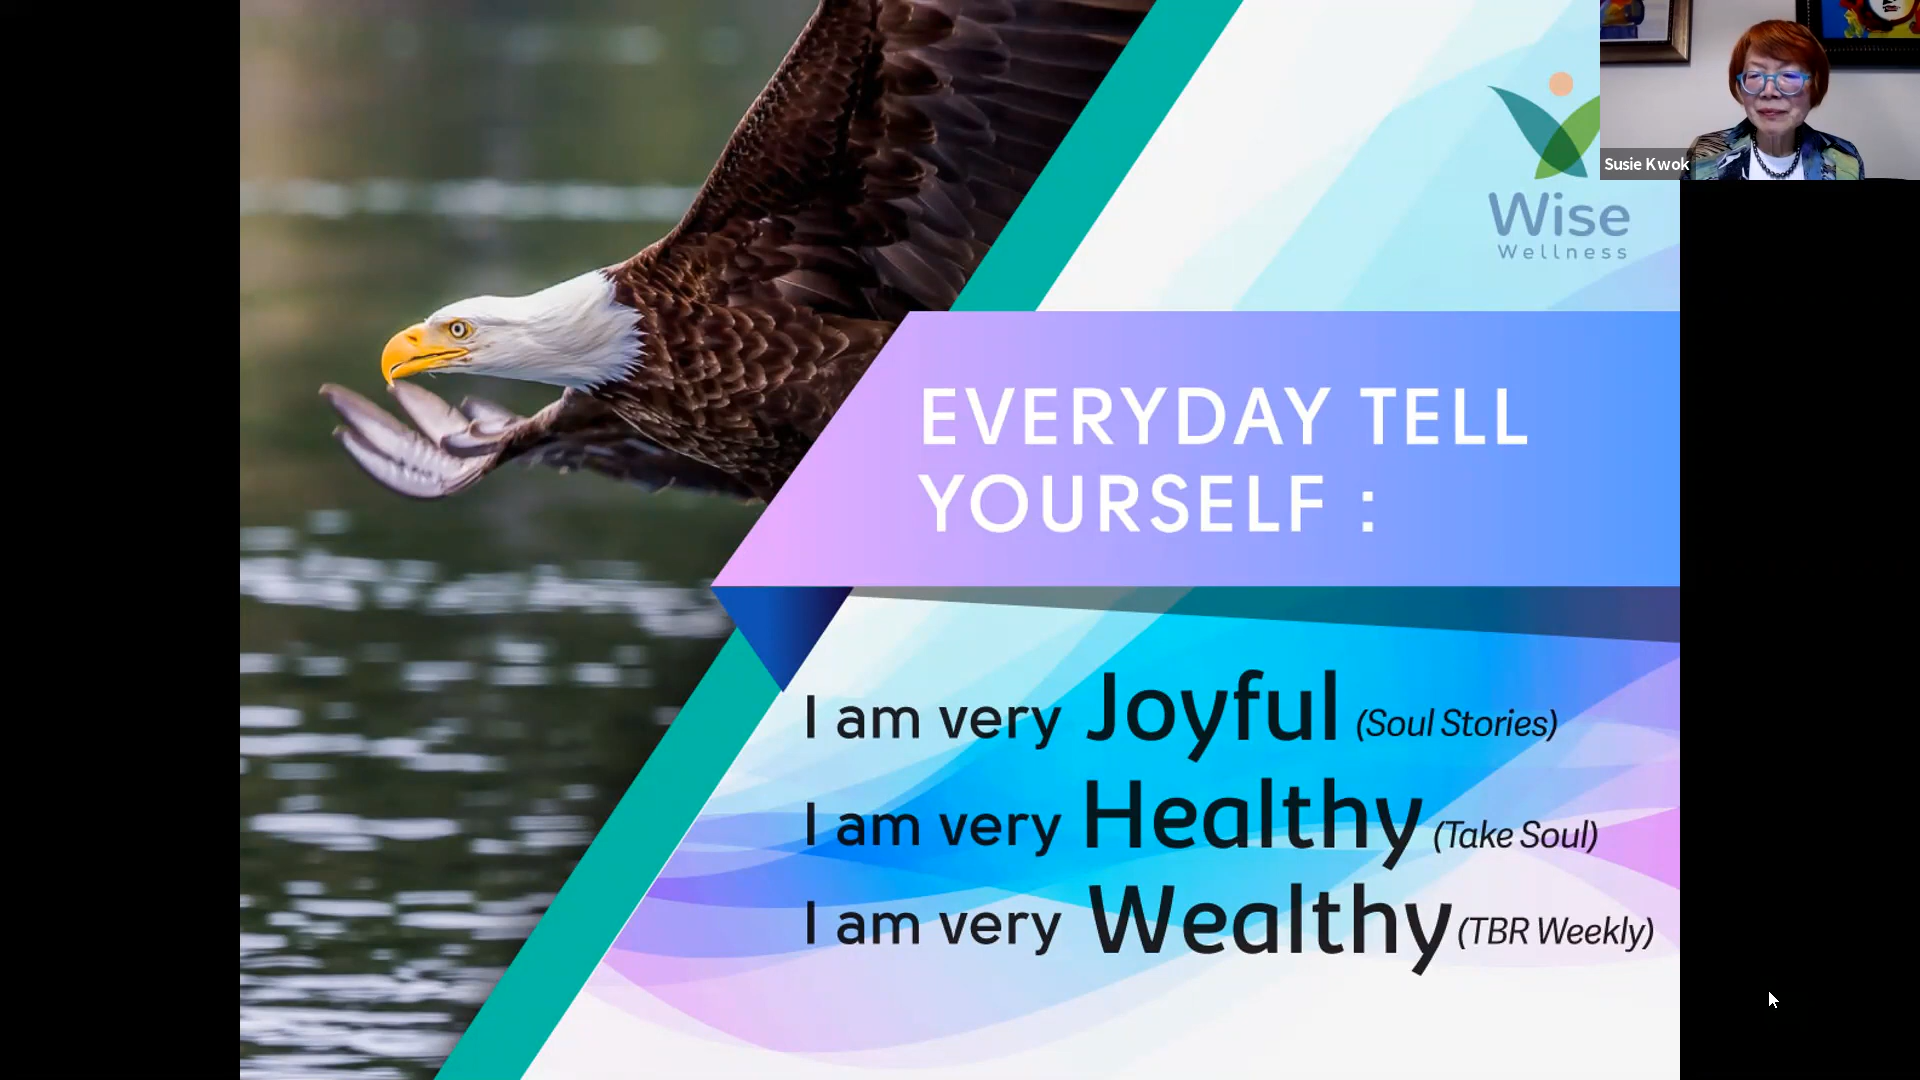 Susie Kwok
Wise
Wellness
EVERYDAY TELL
YOURSELF :
I am very Joyful (Soul Stories)
I am very Healthy (Take Soul)
I am very Wealthy (TBR Weekly)